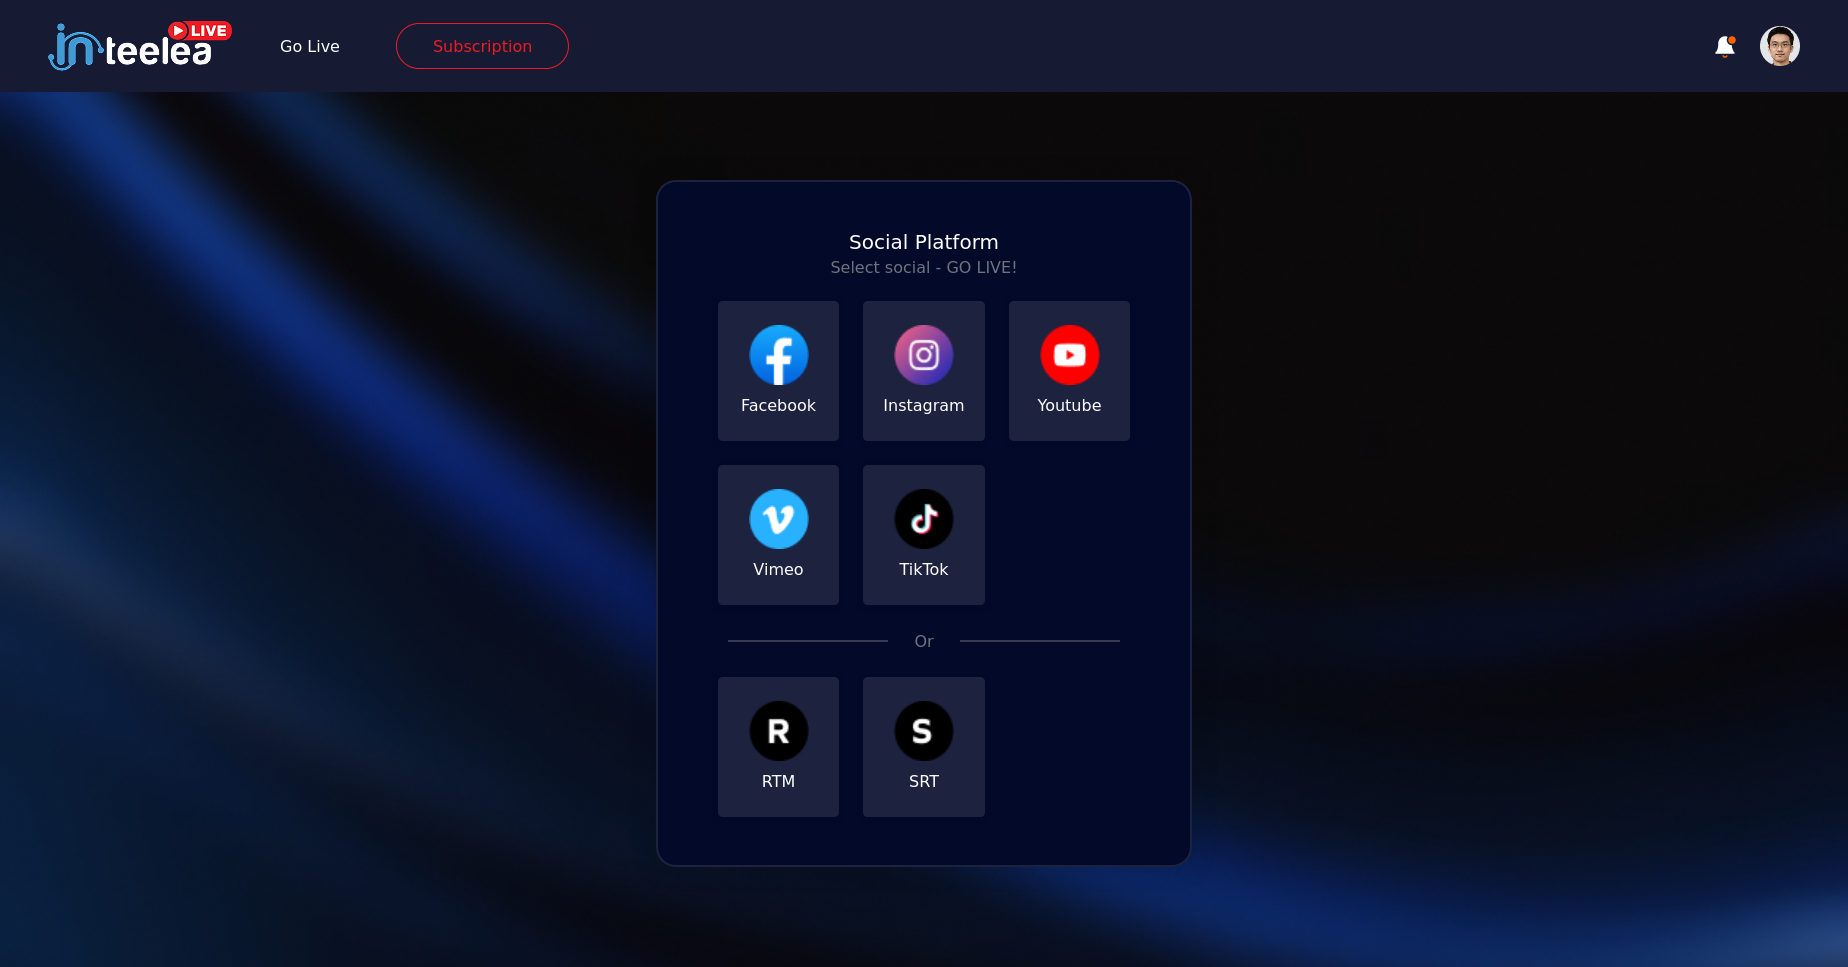 inteelea LIVE
Go Live
Subscription
Social Platform
Select social - GO LIVE!
Facebook
Instagram
Youtube
Vimeo
TikTok
Or
R
RTM
S
SRT